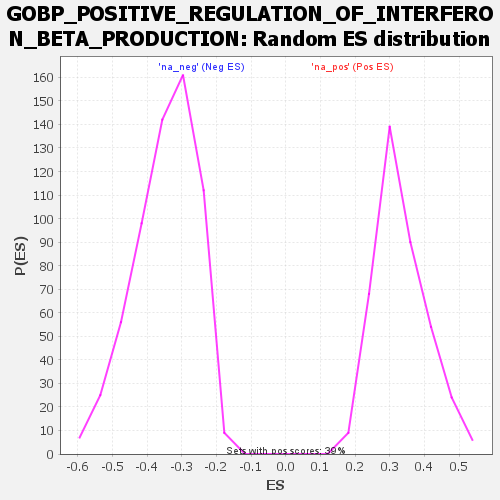 GOBP_POSITIVE_REGULATION_OF_INTERFERO
N_BETA_PRODUCTION: Random ES distribution
'na_neg' (Neg ES) 'na_pos' (Pos ES)
160
150
140
130
120
110
100
90
80
70
60
50
40
30
20
10
0
P(ES)
Sets with pos scores: 39%
-0.6 -0.5 -0.4 -0.3 -0.2 -0.1 0.0 0.1 0.2 0.3 0.4 0.5
ES